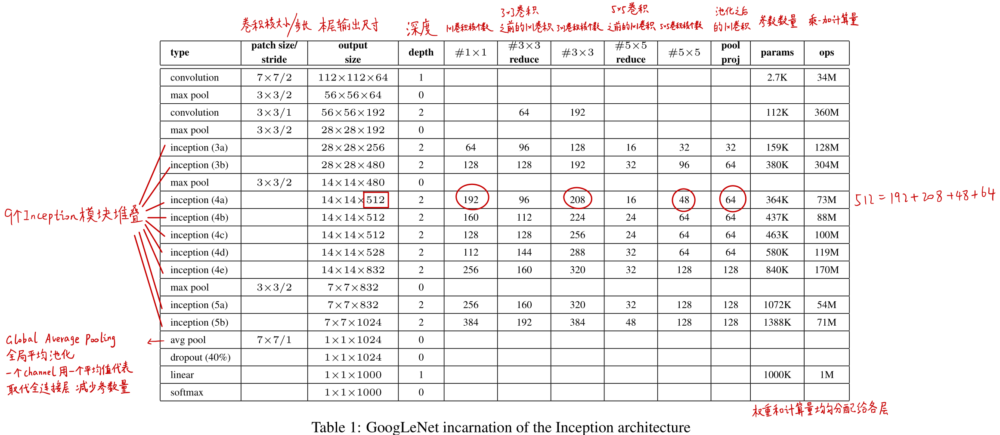 3×3卷积 5×5卷积 池化之后
卷积核大小/步长 本层输出尺寸 深度 1×1卷积核个数 之前的1×1卷积 3×3卷积核个数 之前的1×1卷积 5×5卷积核个数 的1×1卷积 参数数量 乘-加计算量
patch size/ output #3×3 #5×5 pool
type depth #1×1 #3×3 #5×5 params ops
stride size reduce reduce proj
convolution 7×7/2 112×112×64 1 2.7K 34M
max pool 3×3/2 56×56×64 0
convolution 3×3/1 56×56×192 2 64 192 112K 360M
max pool 3×3/2 28×28×192 0
inception (3a) 28×28×256 2 64 96 128 16 32 32 159K 128M
inception (3b) 28×28×480 2 128 128 192 32 96 64 380K 304M
max pool 3×3/2 14×14×480 0
inception (4a) 14×14×512 2 192 96 208 16 48 64 364K 73M 512=192+208+48+64
9个Inception模块堆叠 inception (4b) 14×14×512 2 160 112 224 24 64 64 437K 88M
inception (4c) 14×14×512 2 128 128 256 24 64 64 463K 100M
inception (4d) 14×14×528 2 112 144 288 32 64 64 580K 119M
inception (4e) 14×14×832 2 256 160 320 32 128 128 840K 170M
max pool 3×3/2 7×7×832 0
inception (5a) 7×7×832 2 256 160 320 32 128 128 1072K 54M
inception (5b) 7×7×1024 2 384 192 384 48 128 128 1388K 71M
Global Average Pooling avg pool 7×7/1 1×1×1024 0
全局平均池化 dropout (40%) 1×1×1024 0
一个channel用一个平均值代表 linear 1×1×1000 1 1000K 1M
取代全连接层 减少参数量 softmax 1×1×1000 0
权重和计算量均匀分配给各层
Table 1: GoogLeNet incarnation of the Inception architecture